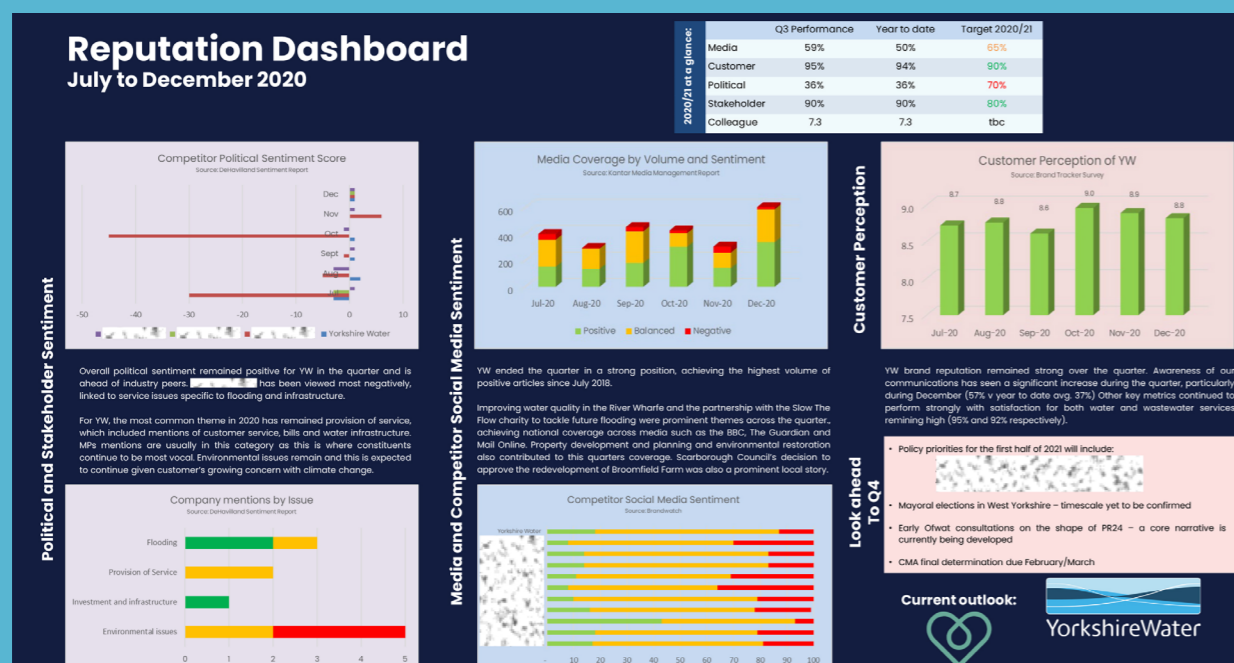 Reputation Dashboard
July to December 2020
2020/21 at a glance:
Q3 Performance Year to date Target 2020/21
Media 59% 50% 65%
Customer 95% 94% 90%
Political 36% 36% 70%
Stakeholder 90% 90% 80%
Colleague 7.3 7.3 tbc
Political and Stakeholder Sentiment
Competitor Political Sentiment Score
Source: DeHavilland Sentiment Report
Dec
Nov
Oct
Sept
Aug
Jul
-50 -40 -30 -20 -10 0 10
Yorkshire Water
Overall political sentiment remained positive for YW in the quarter and is
ahead of industry peers. has been viewed most negatively,
linked to service issues specific to flooding and infrastructure.
For YW, the most common theme in 2020 has remained provision of service,
which included mentions of customer service, bills and water infrastructure.
MPs mentions are usually in this category as this is where constituents
continue to be most vocal. Environmental issues remain and this is expected
to continue given customer's growing concern with climate change.
Company mentions by Issue
Source: DeHavilland Sentiment Report
Flooding
Provision of Service
Investment and infrastructure
Environmental issues
0 1 2 3 4 5
Media and Competitor Social Media Sentiment
Media Coverage by Volume and Sentiment
Source: Kantar Media Management Report
600
400
200
0
Jul-20 Aug-20 Sep-20 Oct-20 Nov-20 Dec-20
Positive Balanced Negative
YW ended the quarter in a strong position, achieving the highest volume of
positive articles since July 2018.
Improving water quality in the River Wharfe and the partnership with the Slow The
Flow charity to tackle future flooding were prominent themes across the quarter,
achieving national coverage across media such as the BBC, The Guardian and
Mail Online. Property development and planning and environmental restoration
also contributed to this quarters coverage. Scarborough Council's decision to
approve the redevelopment of Broomfield Farm was also a prominent local story.
Competitor Social Media Sentiment
Source: Brandwatch
Yorkshire Water
- 10 20 30 40 50 60 70 80 90 100
Customer Perception
Customer Perception of YW
Source: Brand Tracker Survey
8.7 8.8 8.6 9.0 8.9 8.8
9.0
8.5
8.0
7.5
Jul-20 Aug-20 Sep-20 Oct-20 Nov-20 Dec-20
YW brand reputation remained strong over the quarter. Awareness of our
communications has seen a significant increase during the quarter, particularly
during December (57% v year to date avg. 37%) Other key metrics continued to
perform strongly with satisfaction for both water and wastewater services
remining high (95% and 92% respectively).
Look ahead
To Q4
• Policy priorities for the first half of 2021 will include:
• Mayoral elections in West Yorkshire – timescale yet to be confirmed
• Early Ofwat consultations on the shape of PR24 – a core narrative is
currently being developed
• CMA final determination due February/March
Current outlook:
YorkshireWater